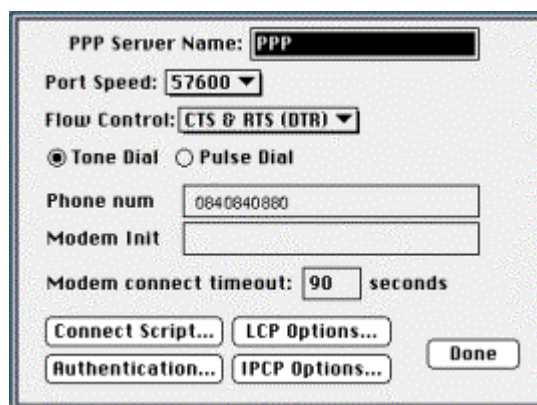 PPP Server Name: PPP
Port Speed: 57600
Flow Control: CTS & RTS (DTR)
Tone Dial Pulse Dial
Phone num 0840840880
Modem Init
Modem connect timeout: 90 seconds
Connect Script... LCP Options...
Authentication... IPCP Options... Done